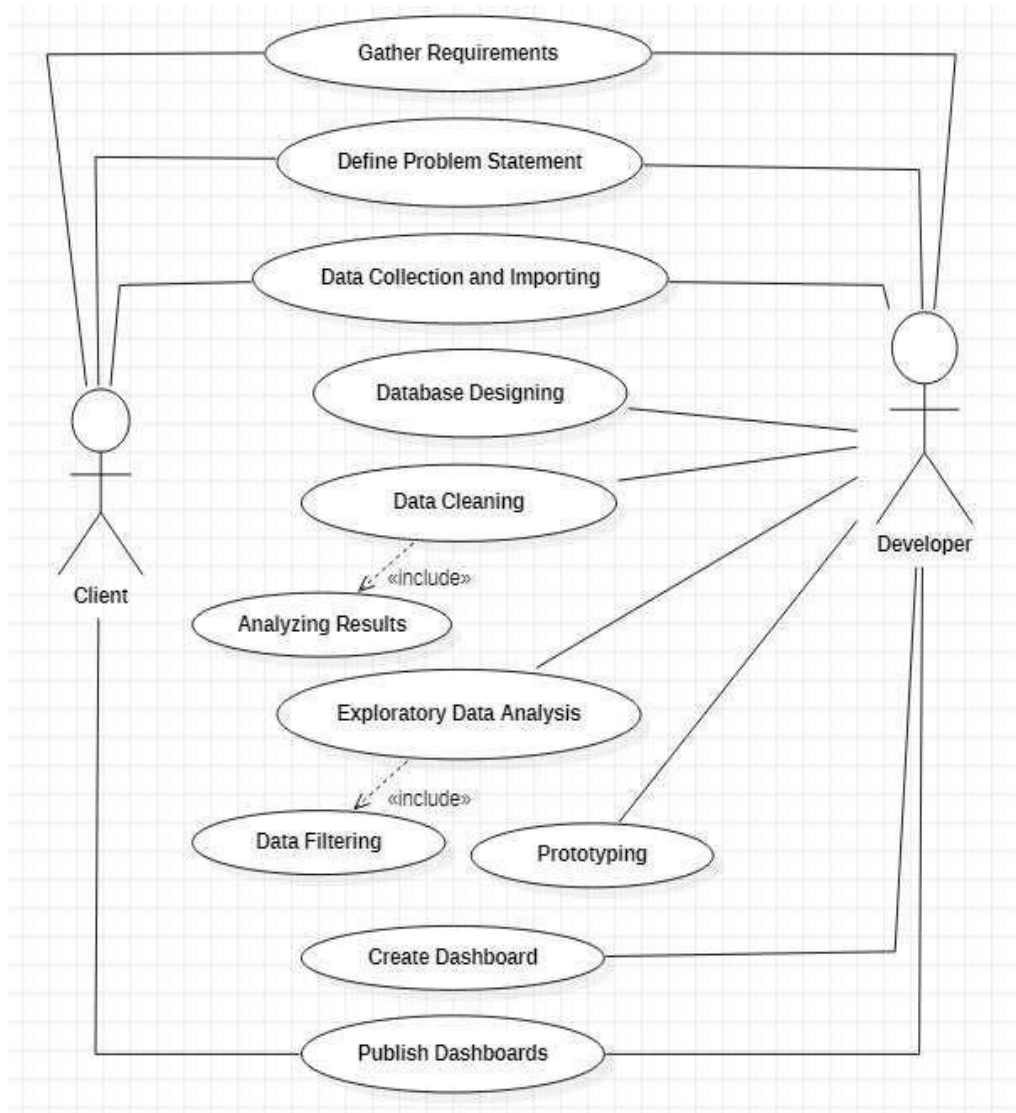 Gather Requirements
Define Problem Statement
Data Collection and Importing
Database Designing
Data Cleaning
Developer
«include»
Client
Analyzing Results
Exploratory Data Analysis
«include»
Data Filtering
Prototyping
Create Dashboard
Publish Dashboards